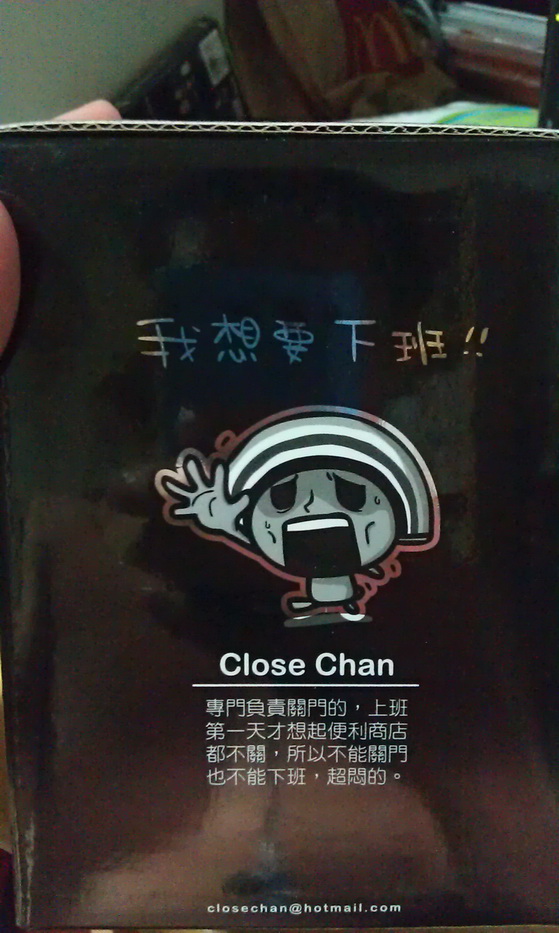 我想要下班!!
Close Chan
專門負責關門的，上班
第一天才想起便利商店
都不關，所以不能關門
也不能下班，超悶的。
closechan@hotmail.com